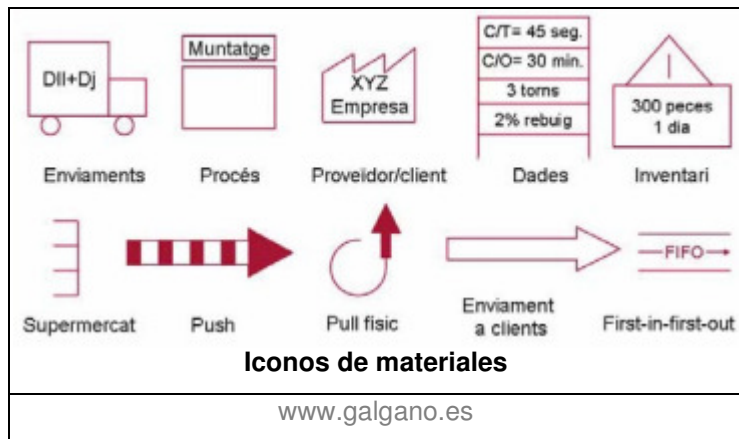 Dll+Dj
Muntatge
XYZ
Empresa
C/T= 45 seg.
C/O= 30 min.
3 torns
2% rebuig
300 peces
1 dia
Enviaments
Procés
Proveidor/client
Dades
Inventari
FIFO
Supermercat
Push
Pull físic
Enviament
a clients
First-in-first-out
Iconos de materiales
www.galgano.es